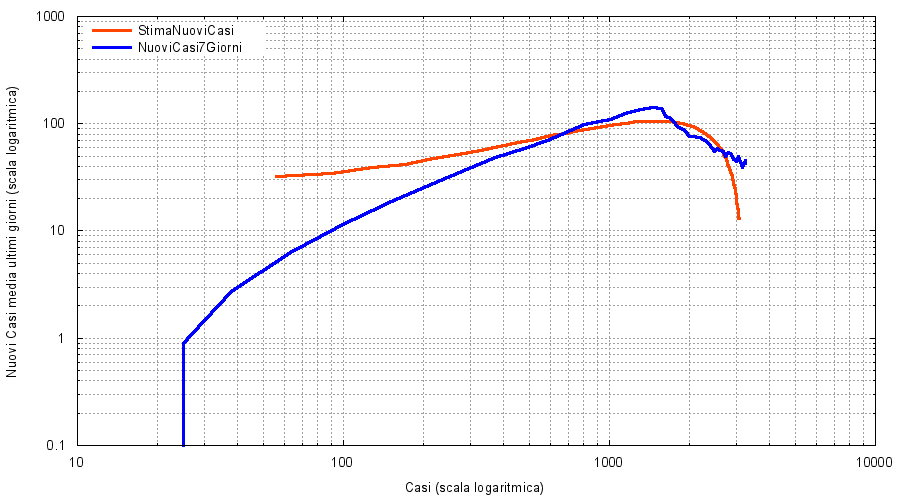 1000
StimaNuoviCasi
NuoviCasi7Giorni
100
10
1
0.1
Nuovi Casi media ultimi giorni (scala logaritmica)
10
100
1000
10000
Casi (scala logaritmica)